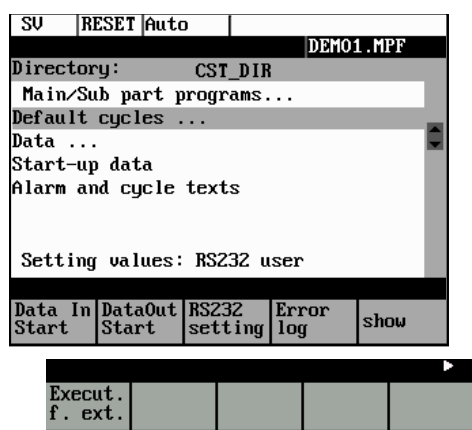 SV RESET Auto
DEMO1.MPF
Directory: CST_DIR
Main/Sub part programs...
Default cycles ...
Data ...
Start-up data
Alarm and cycle texts
Setting values: RS232 user
Data In DataOut RS232 Error show
Start Start setting log
Execut.
f. ext.